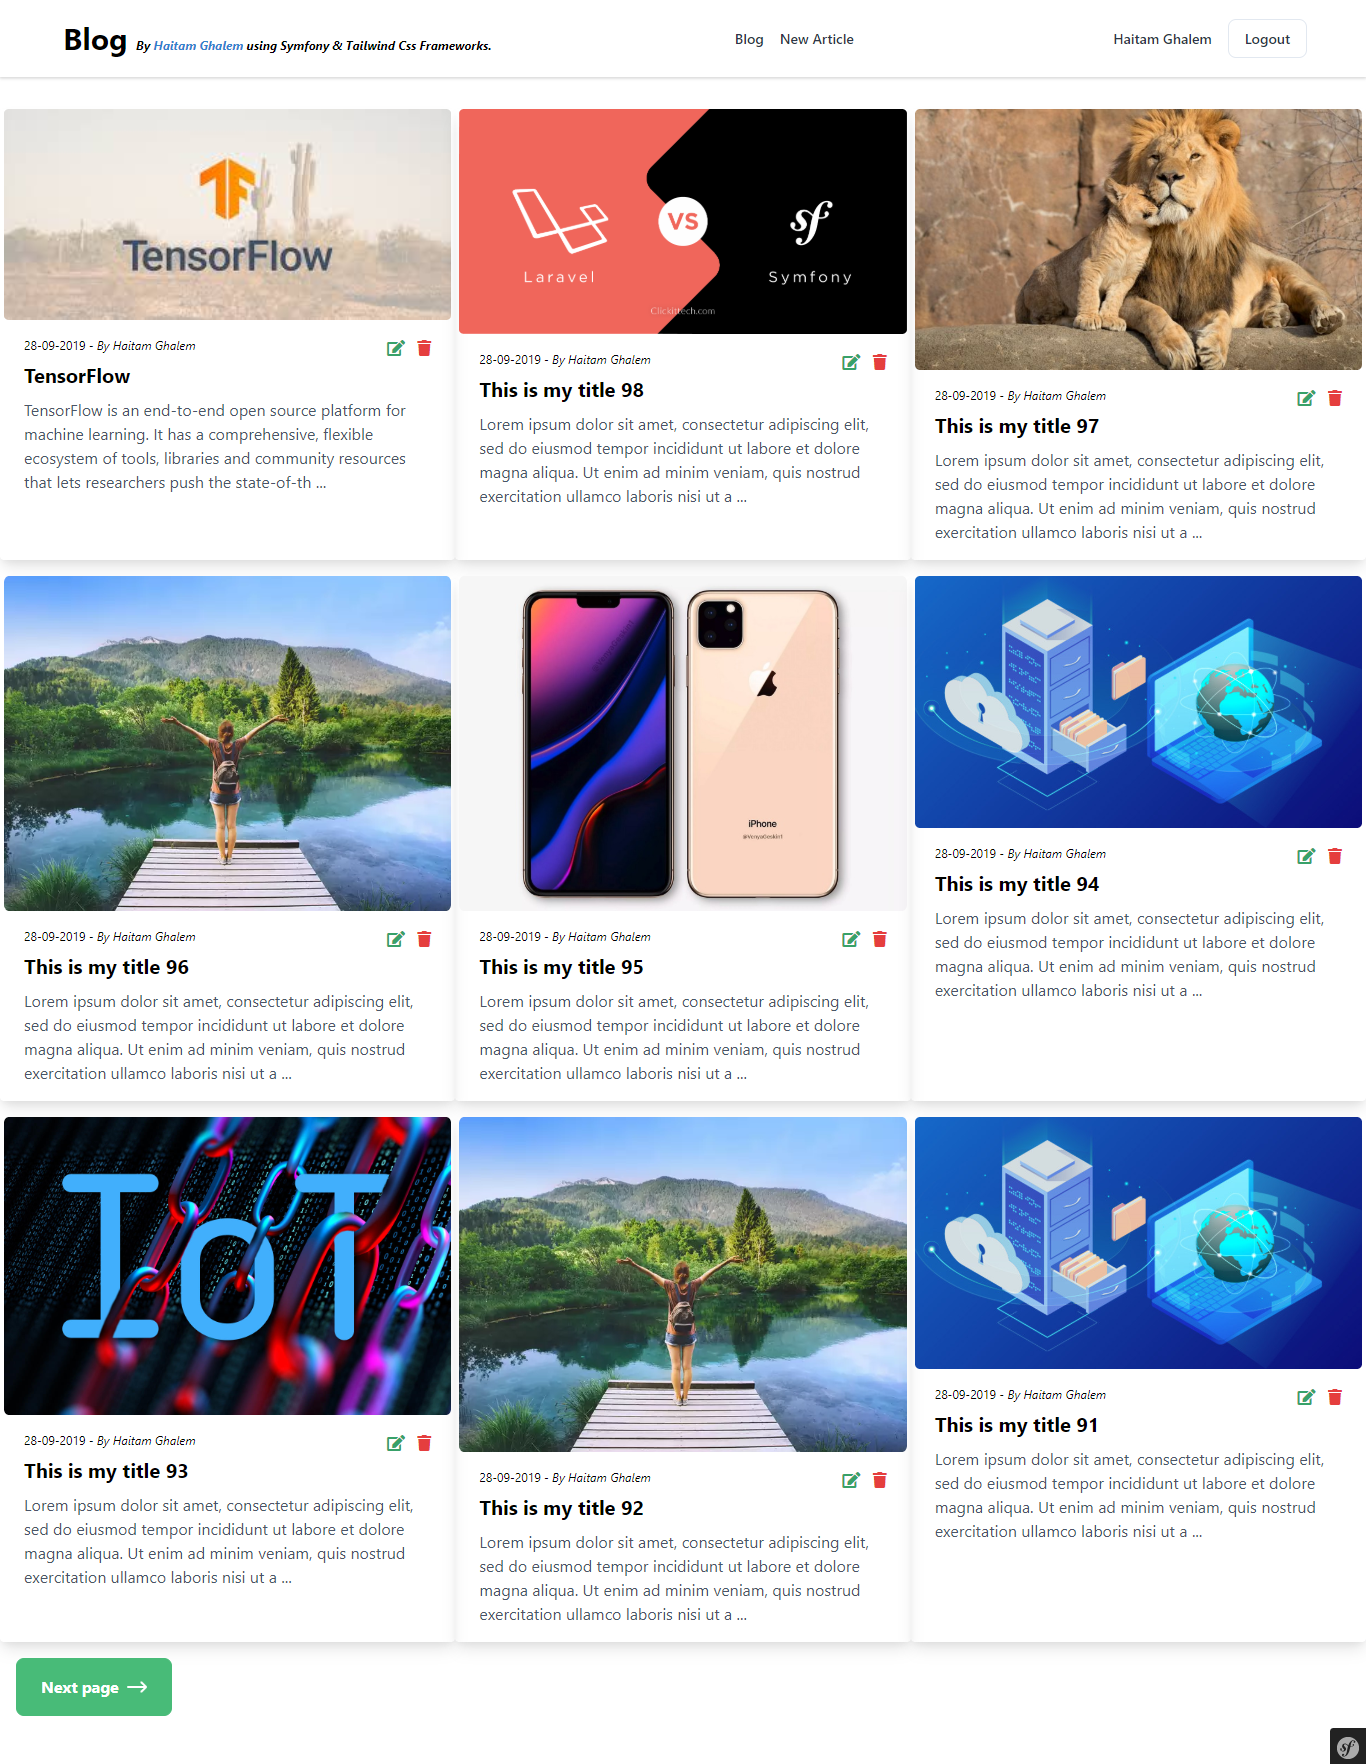 Blog By Haitam Ghalem using Symfony & Tailwind Css Frameworks.
Blog New Article
Haitam Ghalem Logout
TensorFlow
28-09-2019 - By Haitam Ghalem
TensorFlow
TensorFlow is an end-to-end open source platform for
machine learning. It has a comprehensive, flexible
ecosystem of tools, libraries and community resources
that lets researchers push the state-of-th ...
Laravel
VS
Symfony
Clickittech.com
28-09-2019 - By Haitam Ghalem
This is my title 98
Lorem ipsum dolor sit amet, consectetur adipiscing elit,
sed do eiusmod tempor incididunt ut labore et dolore
magna aliqua. Ut enim ad minim veniam, quis nostrud
exercitation ullamco laboris nisi ut a ...
28-09-2019 - By Haitam Ghalem
This is my title 97
Lorem ipsum dolor sit amet, consectetur adipiscing elit,
sed do eiusmod tempor incididunt ut labore et dolore
magna aliqua. Ut enim ad minim veniam, quis nostrud
exercitation ullamco laboris nisi ut a ...
28-09-2019 - By Haitam Ghalem
This is my title 96
Lorem ipsum dolor sit amet, consectetur adipiscing elit,
sed do eiusmod tempor incididunt ut labore et dolore
magna aliqua. Ut enim ad minim veniam, quis nostrud
exercitation ullamco laboris nisi ut a ...
iPhone
28-09-2019 - By Haitam Ghalem
This is my title 95
Lorem ipsum dolor sit amet, consectetur adipiscing elit,
sed do eiusmod tempor incididunt ut labore et dolore
magna aliqua. Ut enim ad minim veniam, quis nostrud
exercitation ullamco laboris nisi ut a ...
28-09-2019 - By Haitam Ghalem
This is my title 94
Lorem ipsum dolor sit amet, consectetur adipiscing elit,
sed do eiusmod tempor incididunt ut labore et dolore
magna aliqua. Ut enim ad minim veniam, quis nostrud
exercitation ullamco laboris nisi ut a ...
IoT
28-09-2019 - By Haitam Ghalem
This is my title 93
Lorem ipsum dolor sit amet, consectetur adipiscing elit,
sed do eiusmod tempor incididunt ut labore et dolore
magna aliqua. Ut enim ad minim veniam, quis nostrud
exercitation ullamco laboris nisi ut a ...
28-09-2019 - By Haitam Ghalem
This is my title 92
Lorem ipsum dolor sit amet, consectetur adipiscing elit,
sed do eiusmod tempor incididunt ut labore et dolore
magna aliqua. Ut enim ad minim veniam, quis nostrud
exercitation ullamco laboris nisi ut a ...
28-09-2019 - By Haitam Ghalem
This is my title 91
Lorem ipsum dolor sit amet, consectetur adipiscing elit,
sed do eiusmod tempor incididunt ut labore et dolore
magna aliqua. Ut enim ad minim veniam, quis nostrud
exercitation ullamco laboris nisi ut a ...
Next page